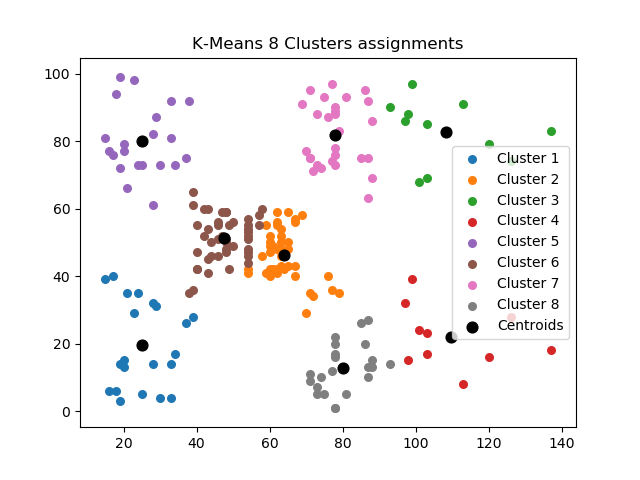 K-Means 8 Clusters assignments
100
80
60
40
20
0
Cluster 1
Cluster 2
Cluster 3
Cluster 4
Cluster 5
Cluster 6
Cluster 7
Cluster 8
Centroids
20 40 60 80 100 120 140